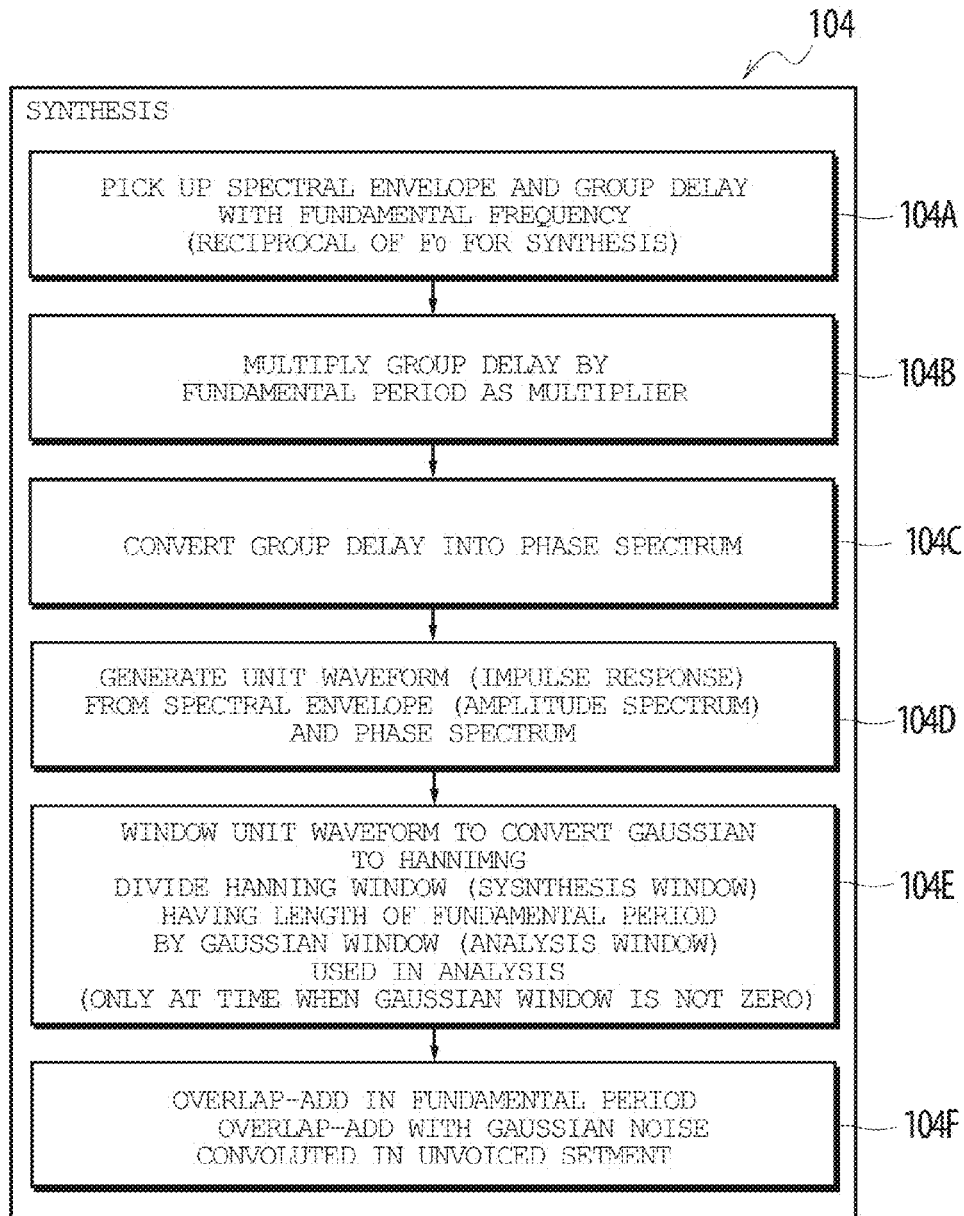 104
SYNTHESIS
PICK UP SPECTRAL ENVELOPE AND GROUP DELAY
WITH FUNDAMENTAL FREQUENCY
(RECIPROCAL OF F0 FOR SYNTHESIS)
104A
MULTIPLY GROUP DELAY BY
FUNDAMENTAL PERIOD AS MULTIPLIER
104B
CONVERT GROUP DELAY INTO PHASE SPECTRUM
104C
GENERATE UNIT WAVEFORM (IMPULSE RESPONSE)
FROM SPECTRAL ENVELOPE (AMPLITUDE SPECTRUM)
AND PHASE SPECTRUM
104D
WINDOW UNIT WAVEFORM TO CONVERT GAUSSIAN
TO HANNIMNG
DIVIDE HANNING WINDOW (SYSNTHESIS WINDOW)
HAVING LENGTH OF FUNDAMENTAL PERIOD
BY GAUSSIAN WINDOW (ANALYSIS WINDOW)
USED IN ANALYSIS
(ONLY AT TIME WHEN GAUSSIAN WINDOW IS NOT ZERO)
104E
OVERLAP-ADD IN FUNDAMENTAL PERIOD
OVERLAP-ADD WITH GAUSSIAN NOISE
CONVOLUTED IN UNVOICED SETMENT
104F